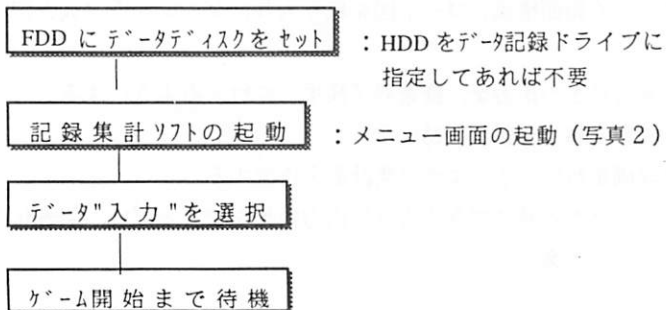 FDD に ﾃﾞｰﾀﾃﾞｨｽｸをセット ：HDD をﾃﾞｰﾀ記録ドライブに
指定してあれば不要
記録集計ｿﾌﾄの起動 ：メニュー画面の起動（写真２）
ﾃﾞｰﾀ"入力"を選択
ｹﾞｰﾑ開始まで待機